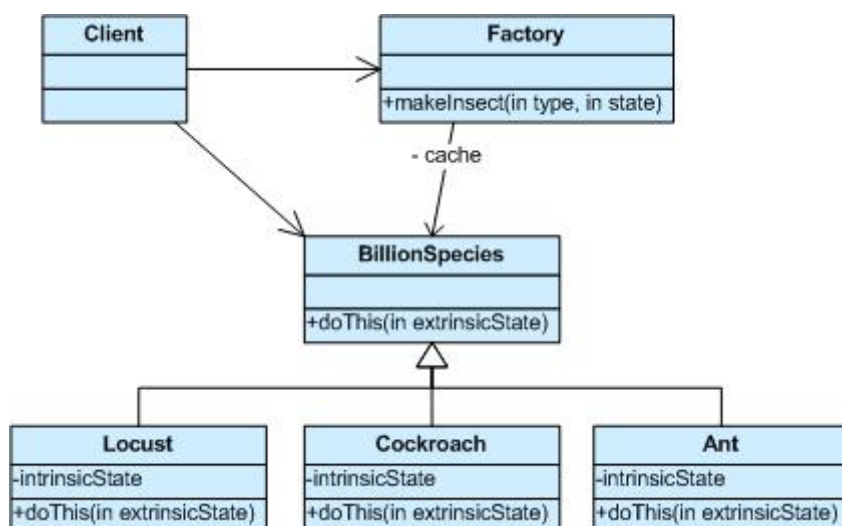 Client
Factory
+makeInsect(in type, in state)
- cache
BillionSpecies
+doThis(in extrinsicState)
Locust
-intrinsicState
+doThis(in extrinsicState)
Cockroach
-intrinsicState
+doThis(in extrinsicState)
Ant
-intrinsicState
+doThis(in extrinsicState)